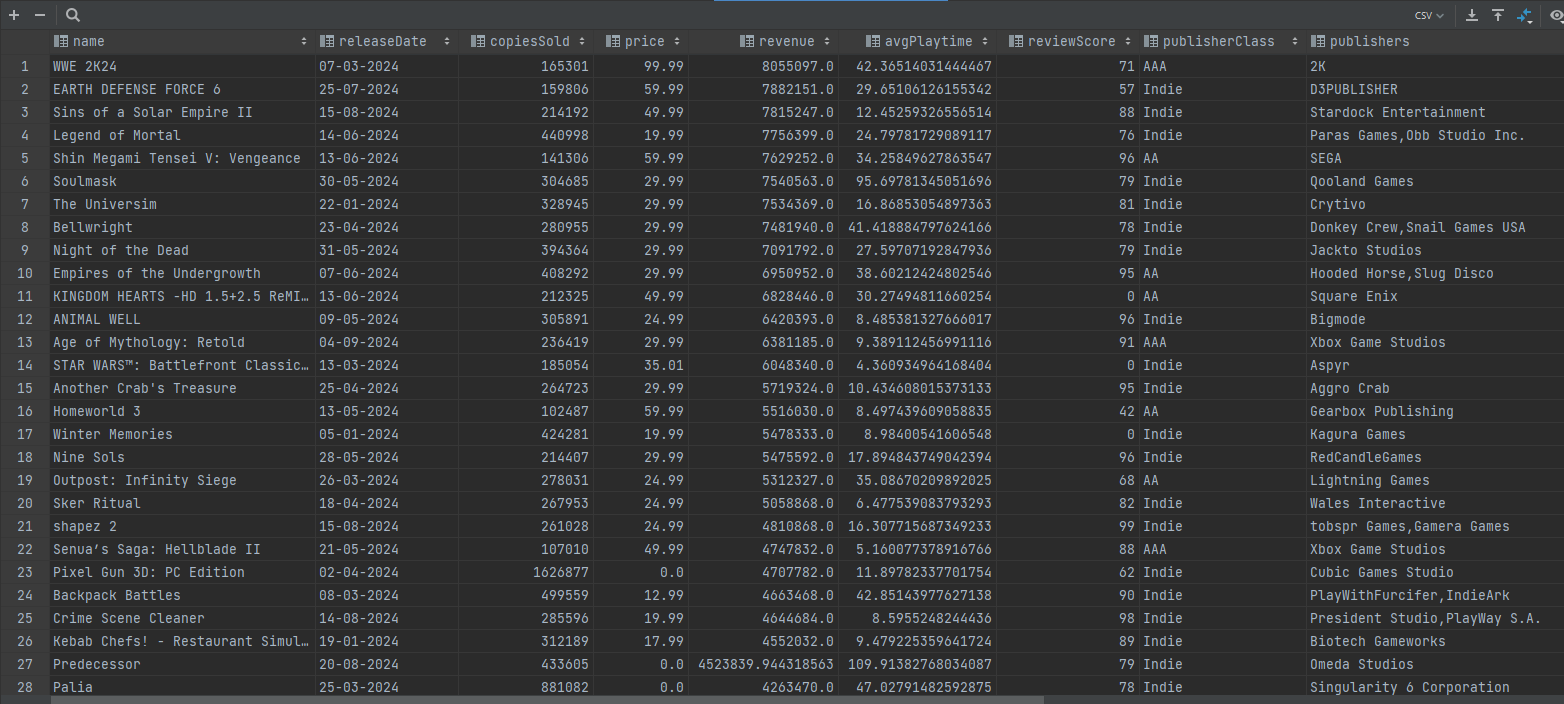 CSV
name releaseDate copiesSold price revenue avgPlaytime reviewScore publisherClass publishers
1 WWE 2K24 07-03-2024 165301 99.99 8055097.0 42.36514031444467 71 AAA 2K
2 EARTH DEFENSE FORCE 6 25-07-2024 159806 59.99 7882151.0 29.65106126155342 57 Indie D3PUBLISHER
3 Sins of a Solar Empire II 15-08-2024 214192 49.99 7815247.0 12.45259326556514 88 Indie Stardock Entertainment
4 Legend of Mortal 14-06-2024 440998 19.99 7756399.0 24.79781729089117 76 Indie Paras Games,Obb Studio Inc.
5 Shin Megami Tensei V: Vengeance 13-06-2024 141306 59.99 7629252.0 34.25849627863547 96 AA SEGA
6 Soulmask 30-05-2024 304685 29.99 7540563.0 95.69781345051696 79 Indie Qooland Games
7 The Universim 22-01-2024 328945 29.99 7534369.0 16.86853054897363 81 Indie Crytivo
8 Bellwright 23-04-2024 280955 29.99 7481940.0 41.418884797624166 78 Indie Donkey Crew,Snail Games USA
9 Night of the Dead 31-05-2024 394364 29.99 7091792.0 27.59707192847936 79 Indie Jackto Studios
10 Empires of the Undergrowth 07-06-2024 408292 29.99 6950952.0 38.60212424802546 95 AA Hooded Horse,Slug Disco
11 KINGDOM HEARTS -HD 1.5+2.5 ReMI… 13-06-2024 212325 49.99 6828446.0 30.27494811660254 0 AA Square Enix
12 ANIMAL WELL 09-05-2024 305891 24.99 6420393.0 8.485381327666017 96 Indie Bigmode
13 Age of Mythology: Retold 04-09-2024 236419 29.99 6381185.0 9.389112456991116 91 AAA Xbox Game Studios
14 STAR WARS™: Battlefront Classic… 13-03-2024 185054 35.01 6048340.0 4.360934964168404 0 Indie Aspyr
15 Another Crab's Treasure 25-04-2024 264723 29.99 5719324.0 10.434608015373133 95 Indie Aggro Crab
16 Homeworld 3 13-05-2024 102487 59.99 5516030.0 8.497439609058835 42 AA Gearbox Publishing
17 Winter Memories 05-01-2024 424281 19.99 5478333.0 8.98400541606548 0 Indie Kagura Games
18 Nine Sols 28-05-2024 214407 29.99 5475592.0 17.894843749042394 96 Indie RedCandleGames
19 Outpost: Infinity Siege 26-03-2024 278031 24.99 5312327.0 35.08670209892025 68 AA Lightning Games
20 Sker Ritual 18-04-2024 267953 24.99 5058868.0 6.477539083793293 82 Indie Wales Interactive
21 shapez 2 15-08-2024 261028 24.99 4810868.0 16.307715687349233 99 Indie tobspr Games,Gamera Games
22 Senua’s Saga: Hellblade II 21-05-2024 107010 49.99 4747832.0 5.160077378916766 88 AAA Xbox Game Studios
23 Pixel Gun 3D: PC Edition 02-04-2024 1626877 0.0 4707782.0 11.89782337701754 62 Indie Cubic Games Studio
24 Backpack Battles 08-03-2024 499559 12.99 4663468.0 42.85143977627138 90 Indie PlayWithFurcifer,IndieArk
25 Crime Scene Cleaner 14-08-2024 285596 19.99 4644684.0 8.5955248244436 98 Indie President Studio,PlayWay S.A.
26 Kebab Chefs! - Restaurant Simul… 19-01-2024 312189 17.99 4552032.0 9.479225359641724 89 Indie Biotech Gameworks
27 Predecessor 20-08-2024 433605 0.0 4523839.944318563 109.91382768034087 79 Indie Omeda Studios
28 Palia 25-03-2024 881082 0.0 4263470.0 47.02791482592875 78 Indie Singularity 6 Corporation